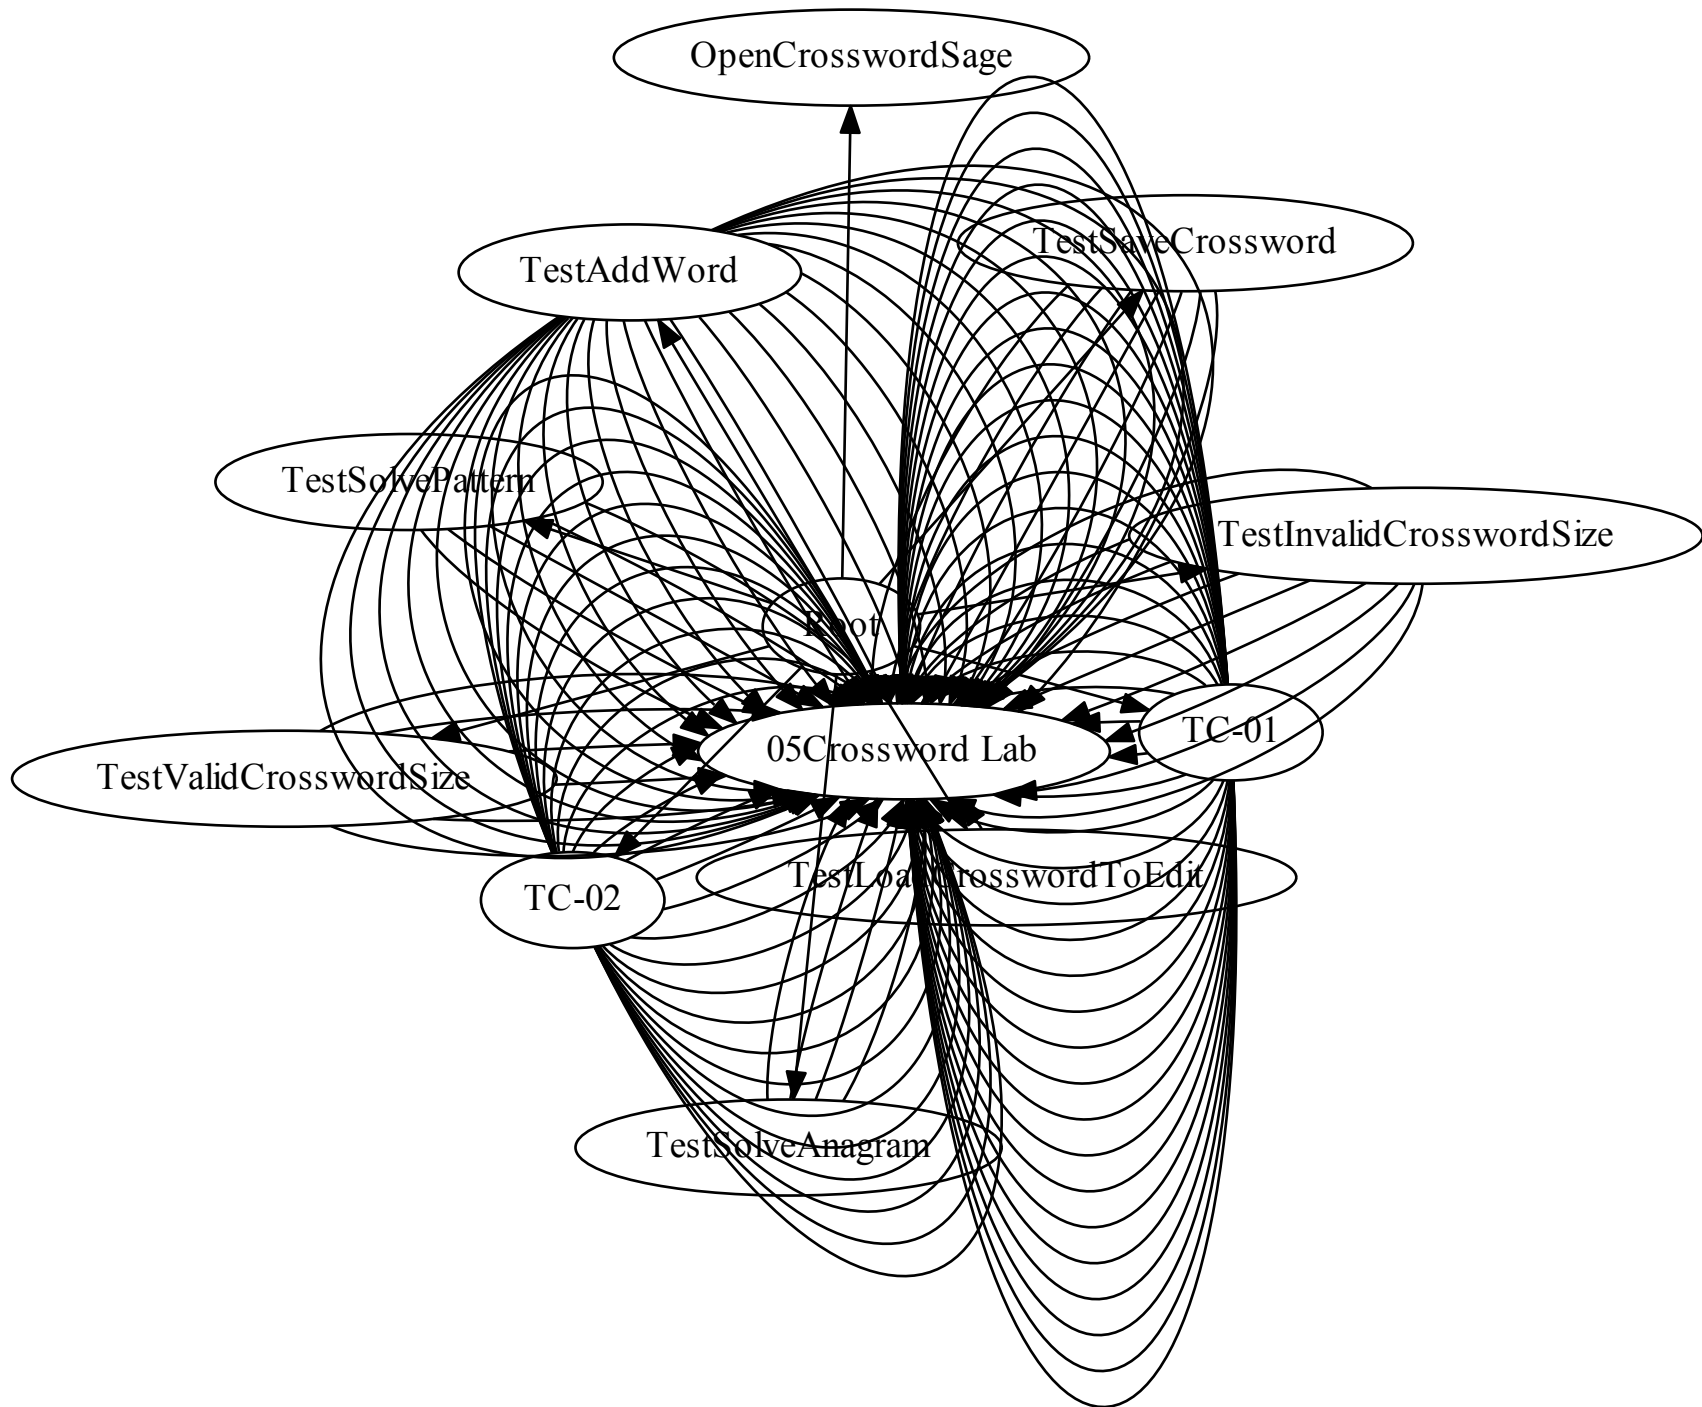 OpenCrosswordSage
TestSaveCrossword
TestAddWord
TestSolvePattern
TestInvalidCrosswordSize
Root
TC-01
05Crossword Lab
TestValidCrosswordSize
TestLoadCrosswordToEdit
TC-02
TestSolveAnagram